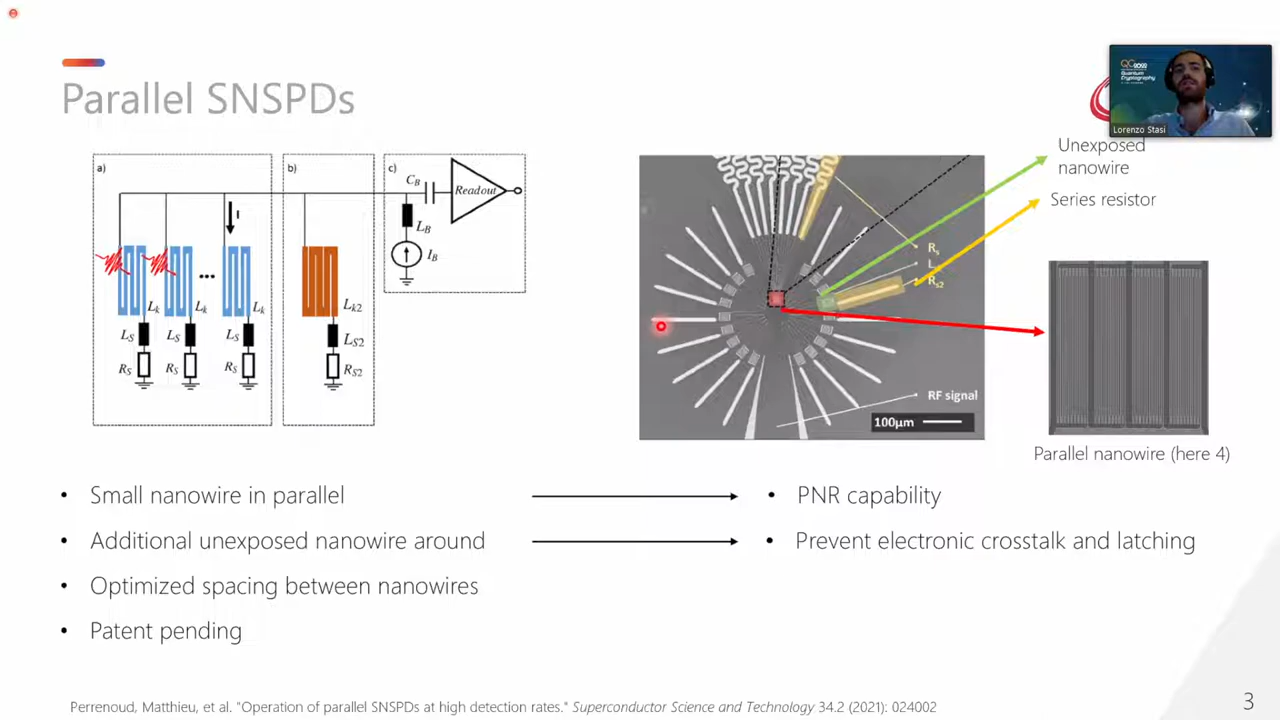 Parallel SNSPDs
QC2022
Quantum
Cryptography
Lorenzo Stasi
a)
b)
c)
C_B
Readout
L_B
I_B
I
L_k
L_k
L_k
L_k2
L_S
L_S
L_S
L_S2
R_S
R_S
R_S
R_S2
Unexposed
nanowire
Series resistor
R_s
L
R_s2
RF signal
100μm
Parallel nanowire (here 4)
• Small nanowire in parallel
• PNR capability
• Additional unexposed nanowire around
• Prevent electronic crosstalk and latching
• Optimized spacing between nanowires
• Patent pending
Perrenoud, Matthieu, et al. "Operation of parallel SNSPDs at high detection rates." Superconductor Science and Technology 34.2 (2021): 024002
3